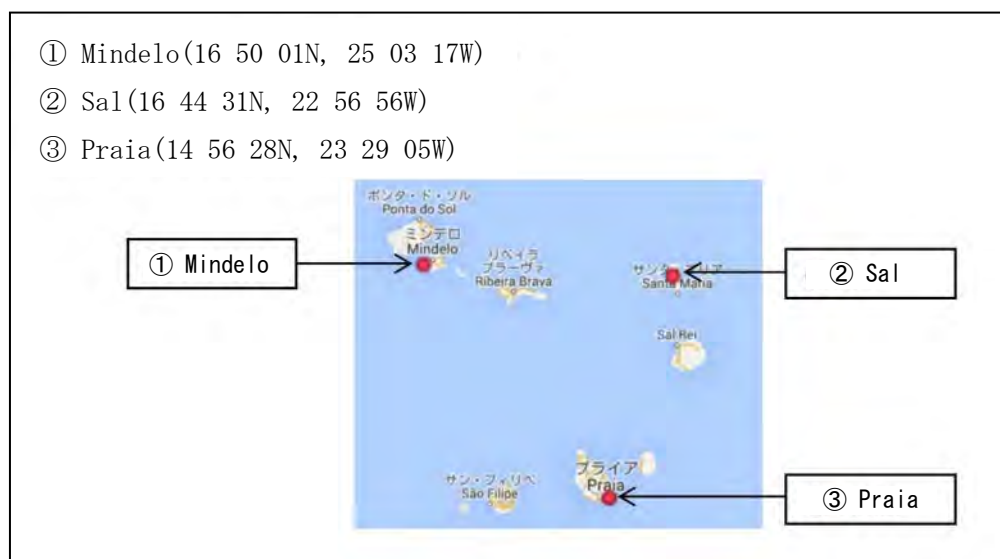 ① Mindelo(16 50 01N, 25 03 17W)
② Sal(16 44 31N, 22 56 56W)
③ Praia(14 56 28N, 23 29 05W)
ポンタ・ド・ソル
Ponta do Sol
ミンデロ
Mindelo
① Mindelo
リベイラ
ブラーヴァ
Ribeira Brava
Santa Maria
② Sal
Sal Rei
プライア
Praia
サン・フィリペ
São Filipe
③ Praia